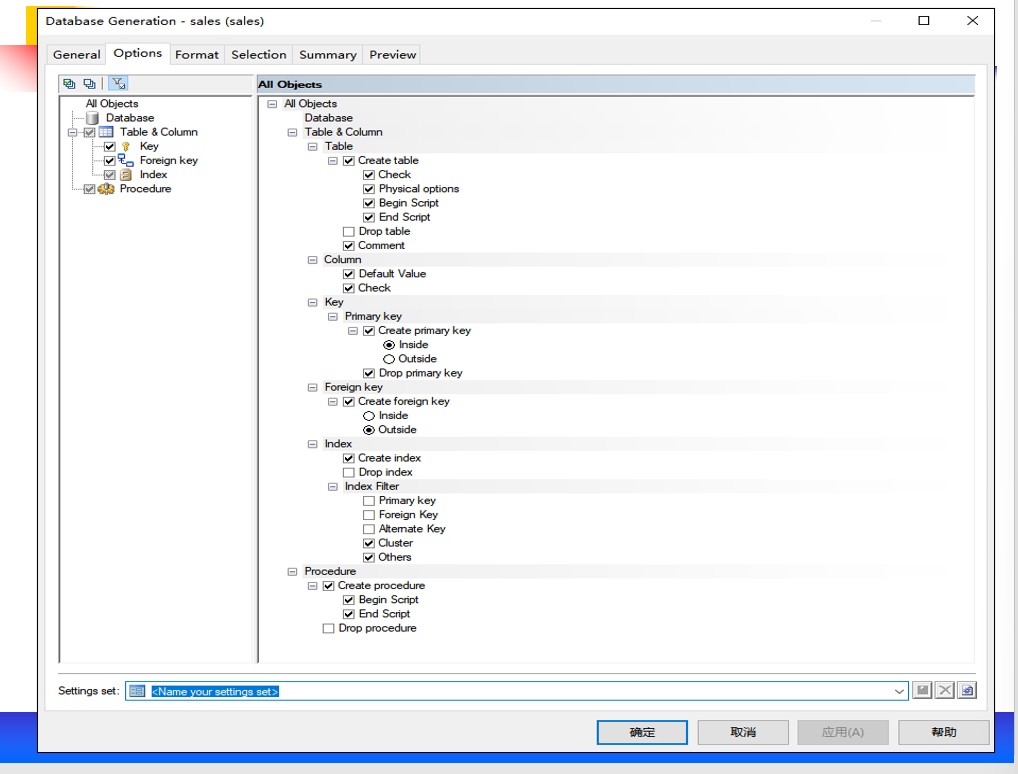 Database Generation - sales (sales)
General Options Format Selection Summary Preview
All Objects
Database
Table & Column
Key
Foreign key
Index
Procedure
All Objects
All Objects
Database
Table & Column
Table
Create table
Check
Physical options
Begin Script
End Script
Drop table
Comment
Column
Default Value
Check
Key
Primary key
Create primary key
Inside
Outside
Drop primary key
Foreign key
Create foreign key
Inside
Outside
Index
Create index
Drop index
Index Filter
Primary key
Foreign Key
Alternate Key
Cluster
Others
Procedure
Create procedure
Begin Script
End Script
Drop procedure
Settings set: <Name your settings set>
确定 取消 应用(A) 帮助